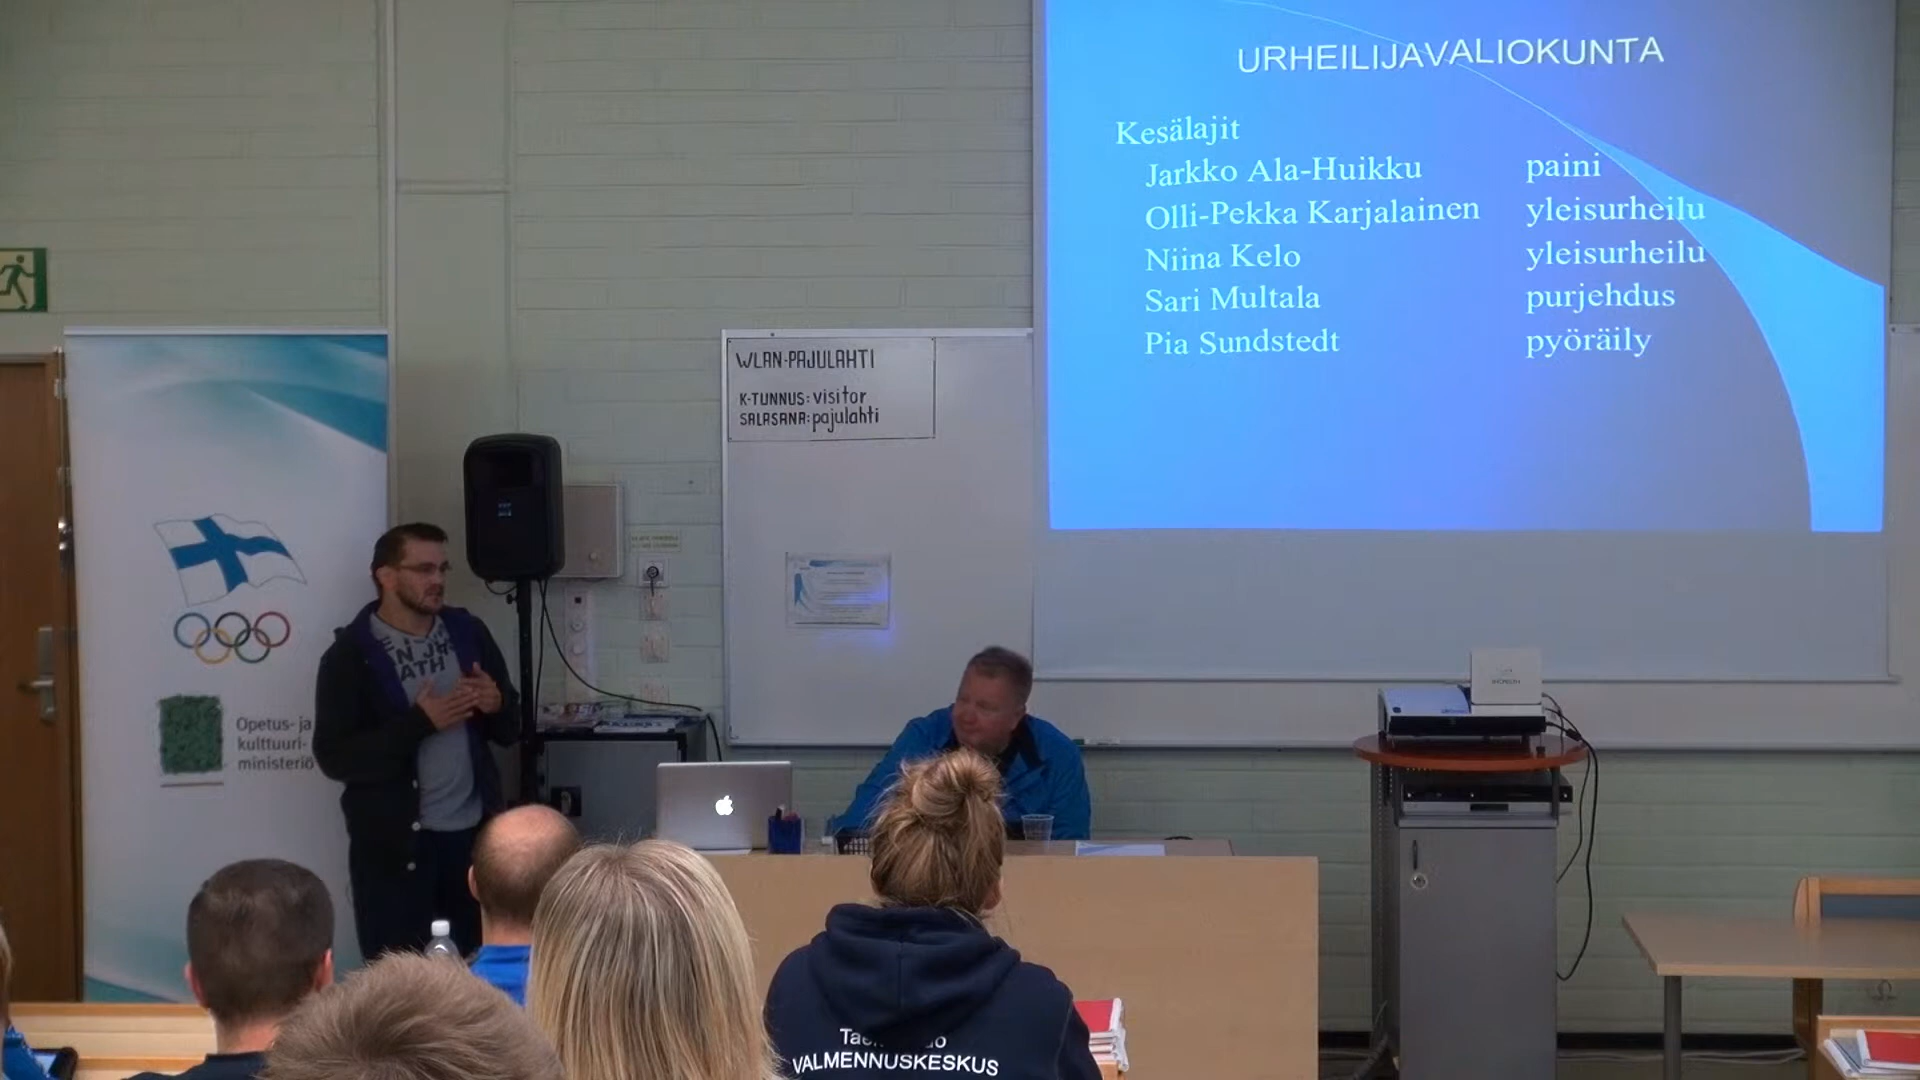 URHEILIJAVALIOKUNTA
Kesälajit
Jarkko Ala-Huikku paini
Olli-Pekka Karjalainen yleisurheilu
Niina Kelo yleisurheilu
Sari Multala purjehdus
Pia Sundstedt pyöräily
WLAN-PAJULAHTI
K-TUNNUS: visitor
SALASANA: pajulahti
Opetus- ja
kulttuuri-
ministeriö
VALMENNUSKESKUS